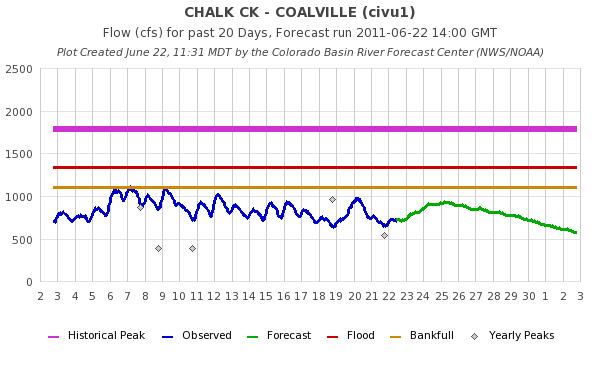 CHALK CK - COALVILLE (civu1)
Flow (cfs) for past 20 Days, Forecast run 2011-06-22 14:00 GMT
Plot Created June 22, 11:31 MDT by the Colorado Basin River Forecast Center (NWS/NOAA)
2500
2000
1500
1000
500
0
2 3 4 5 6 7 8 9 10 11 12 13 14 15 16 17 18 19 20 21 22 23 24 25 26 27 28 29 30 1 2 3
Historical Peak Observed Forecast Flood Bankfull Yearly Peaks